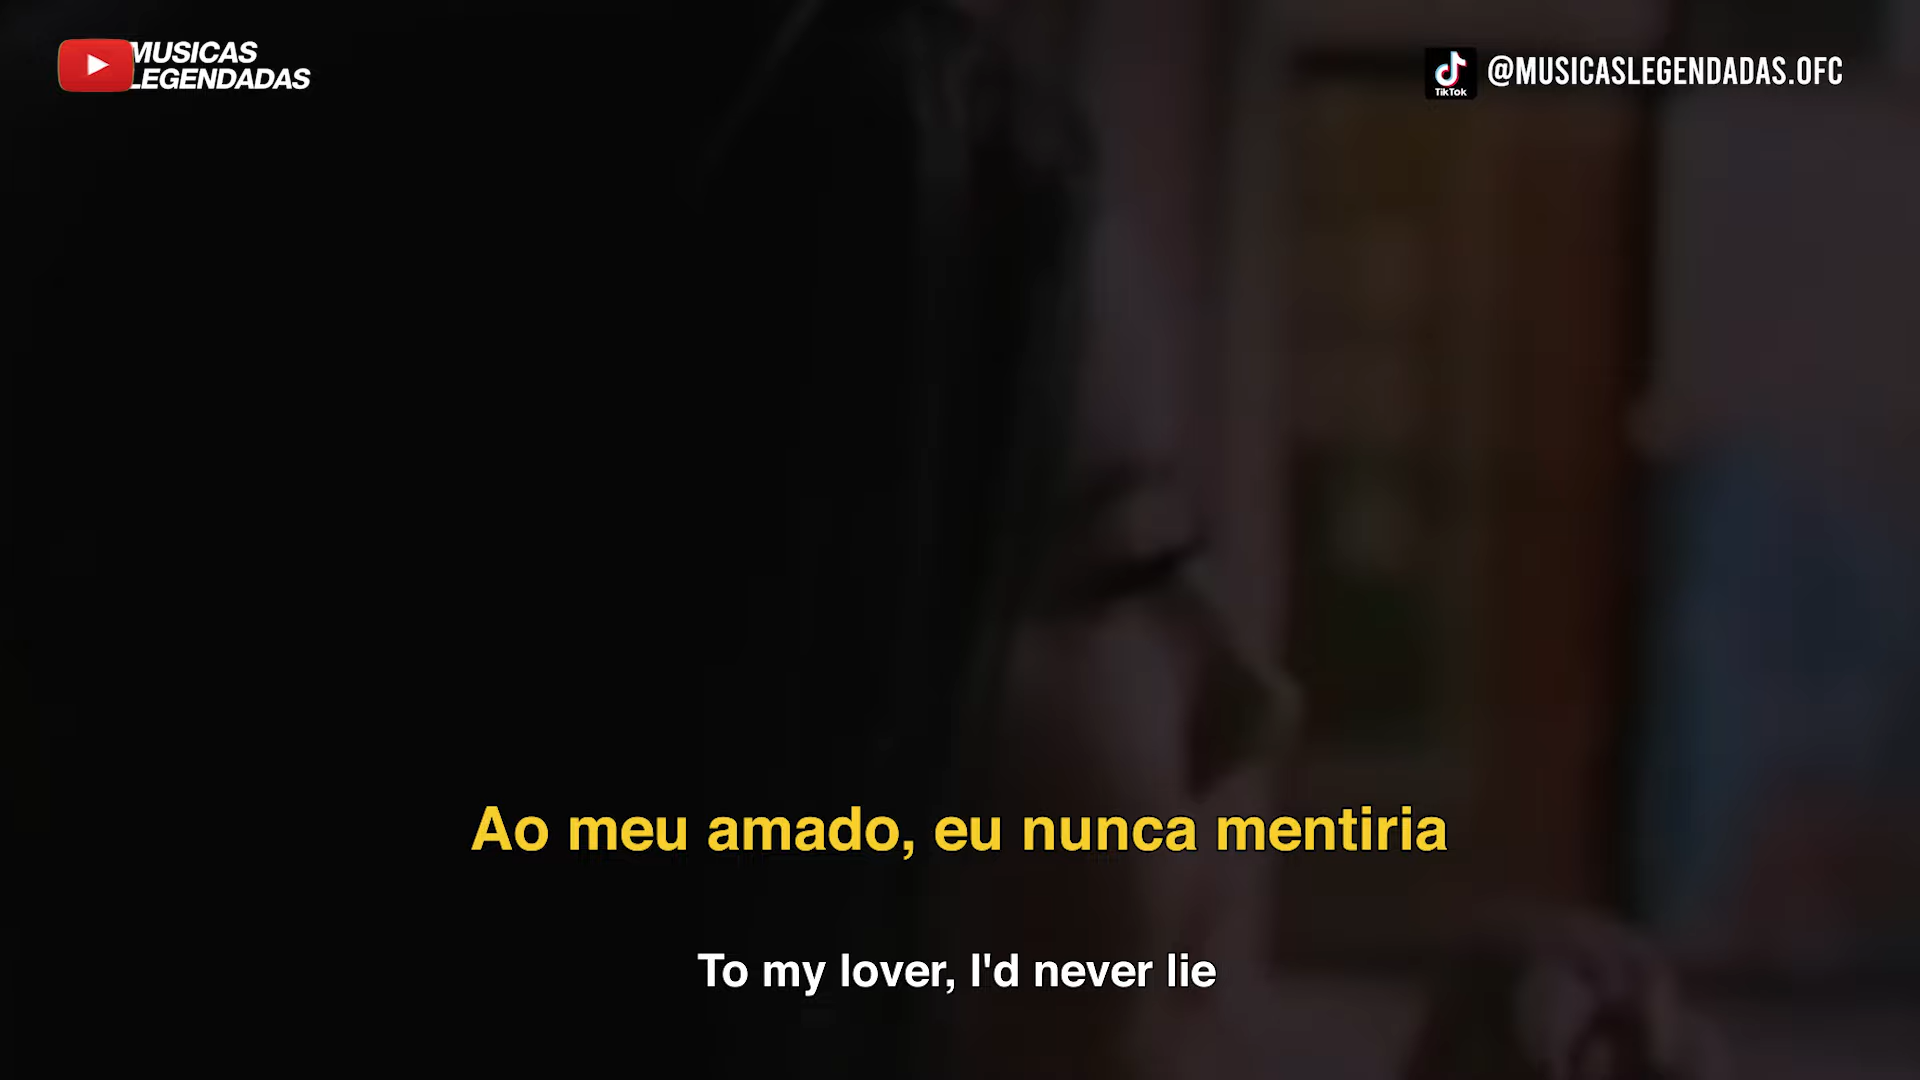 MUSICAS
LEGENDADAS
TikTok
@MUSICASLEGENDADAS.OFC
Ao meu amado, eu nunca mentiria
To my lover, I'd never lie